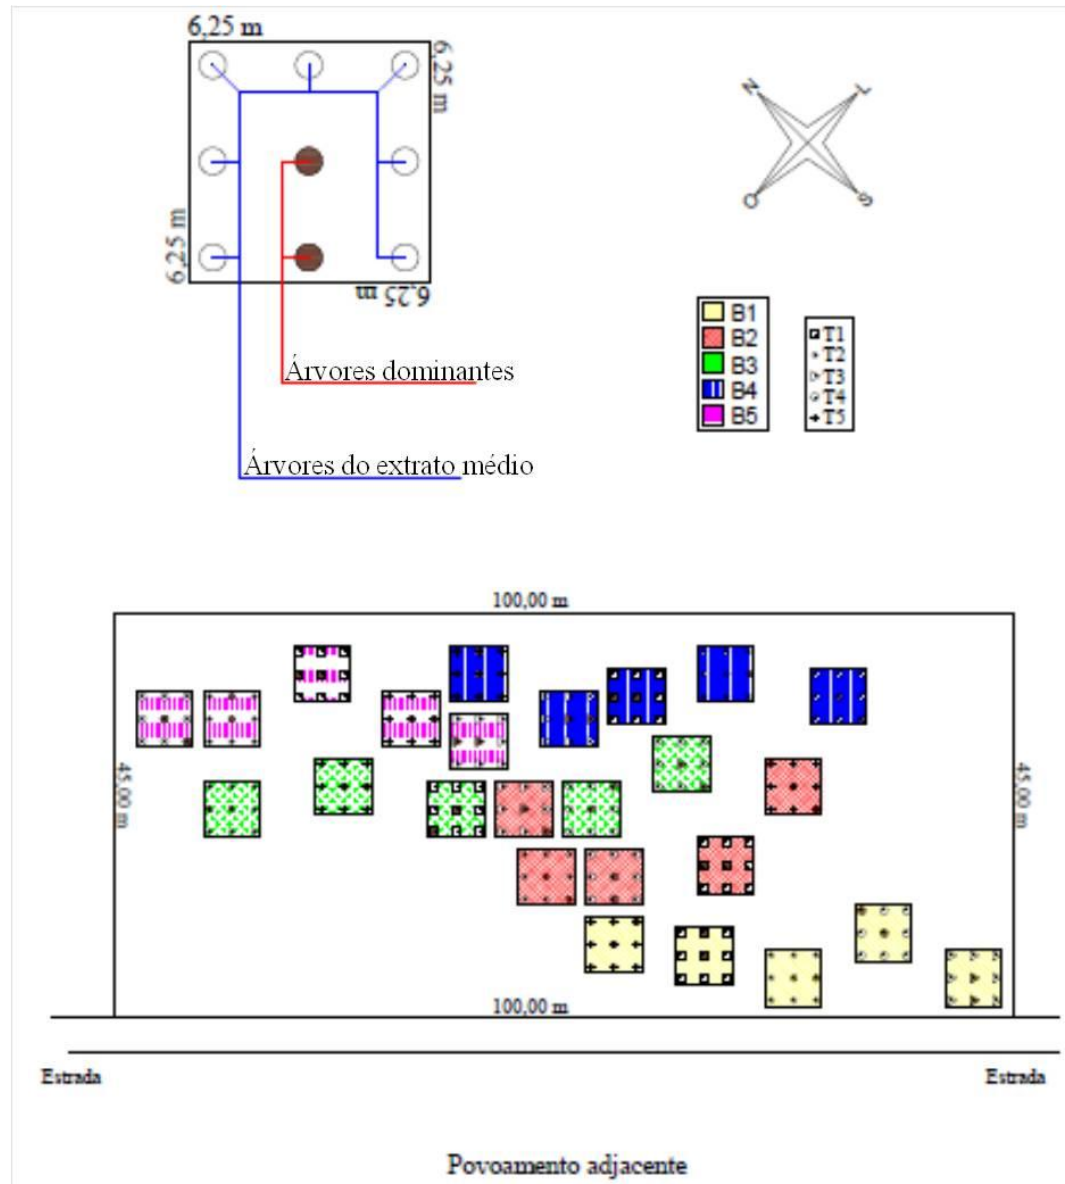 6,25 m
6,25 m
6,25 m
6,25 m
N
L
O
S
Árvores dominantes
Árvores do extrato médio
B1
B2
B3
B4
B5
T1
T2
T3
T4
T5
100,00 m
45,00 m
45,00 m
100,00 m
Estrada
Estrada
Povoamento adjacente